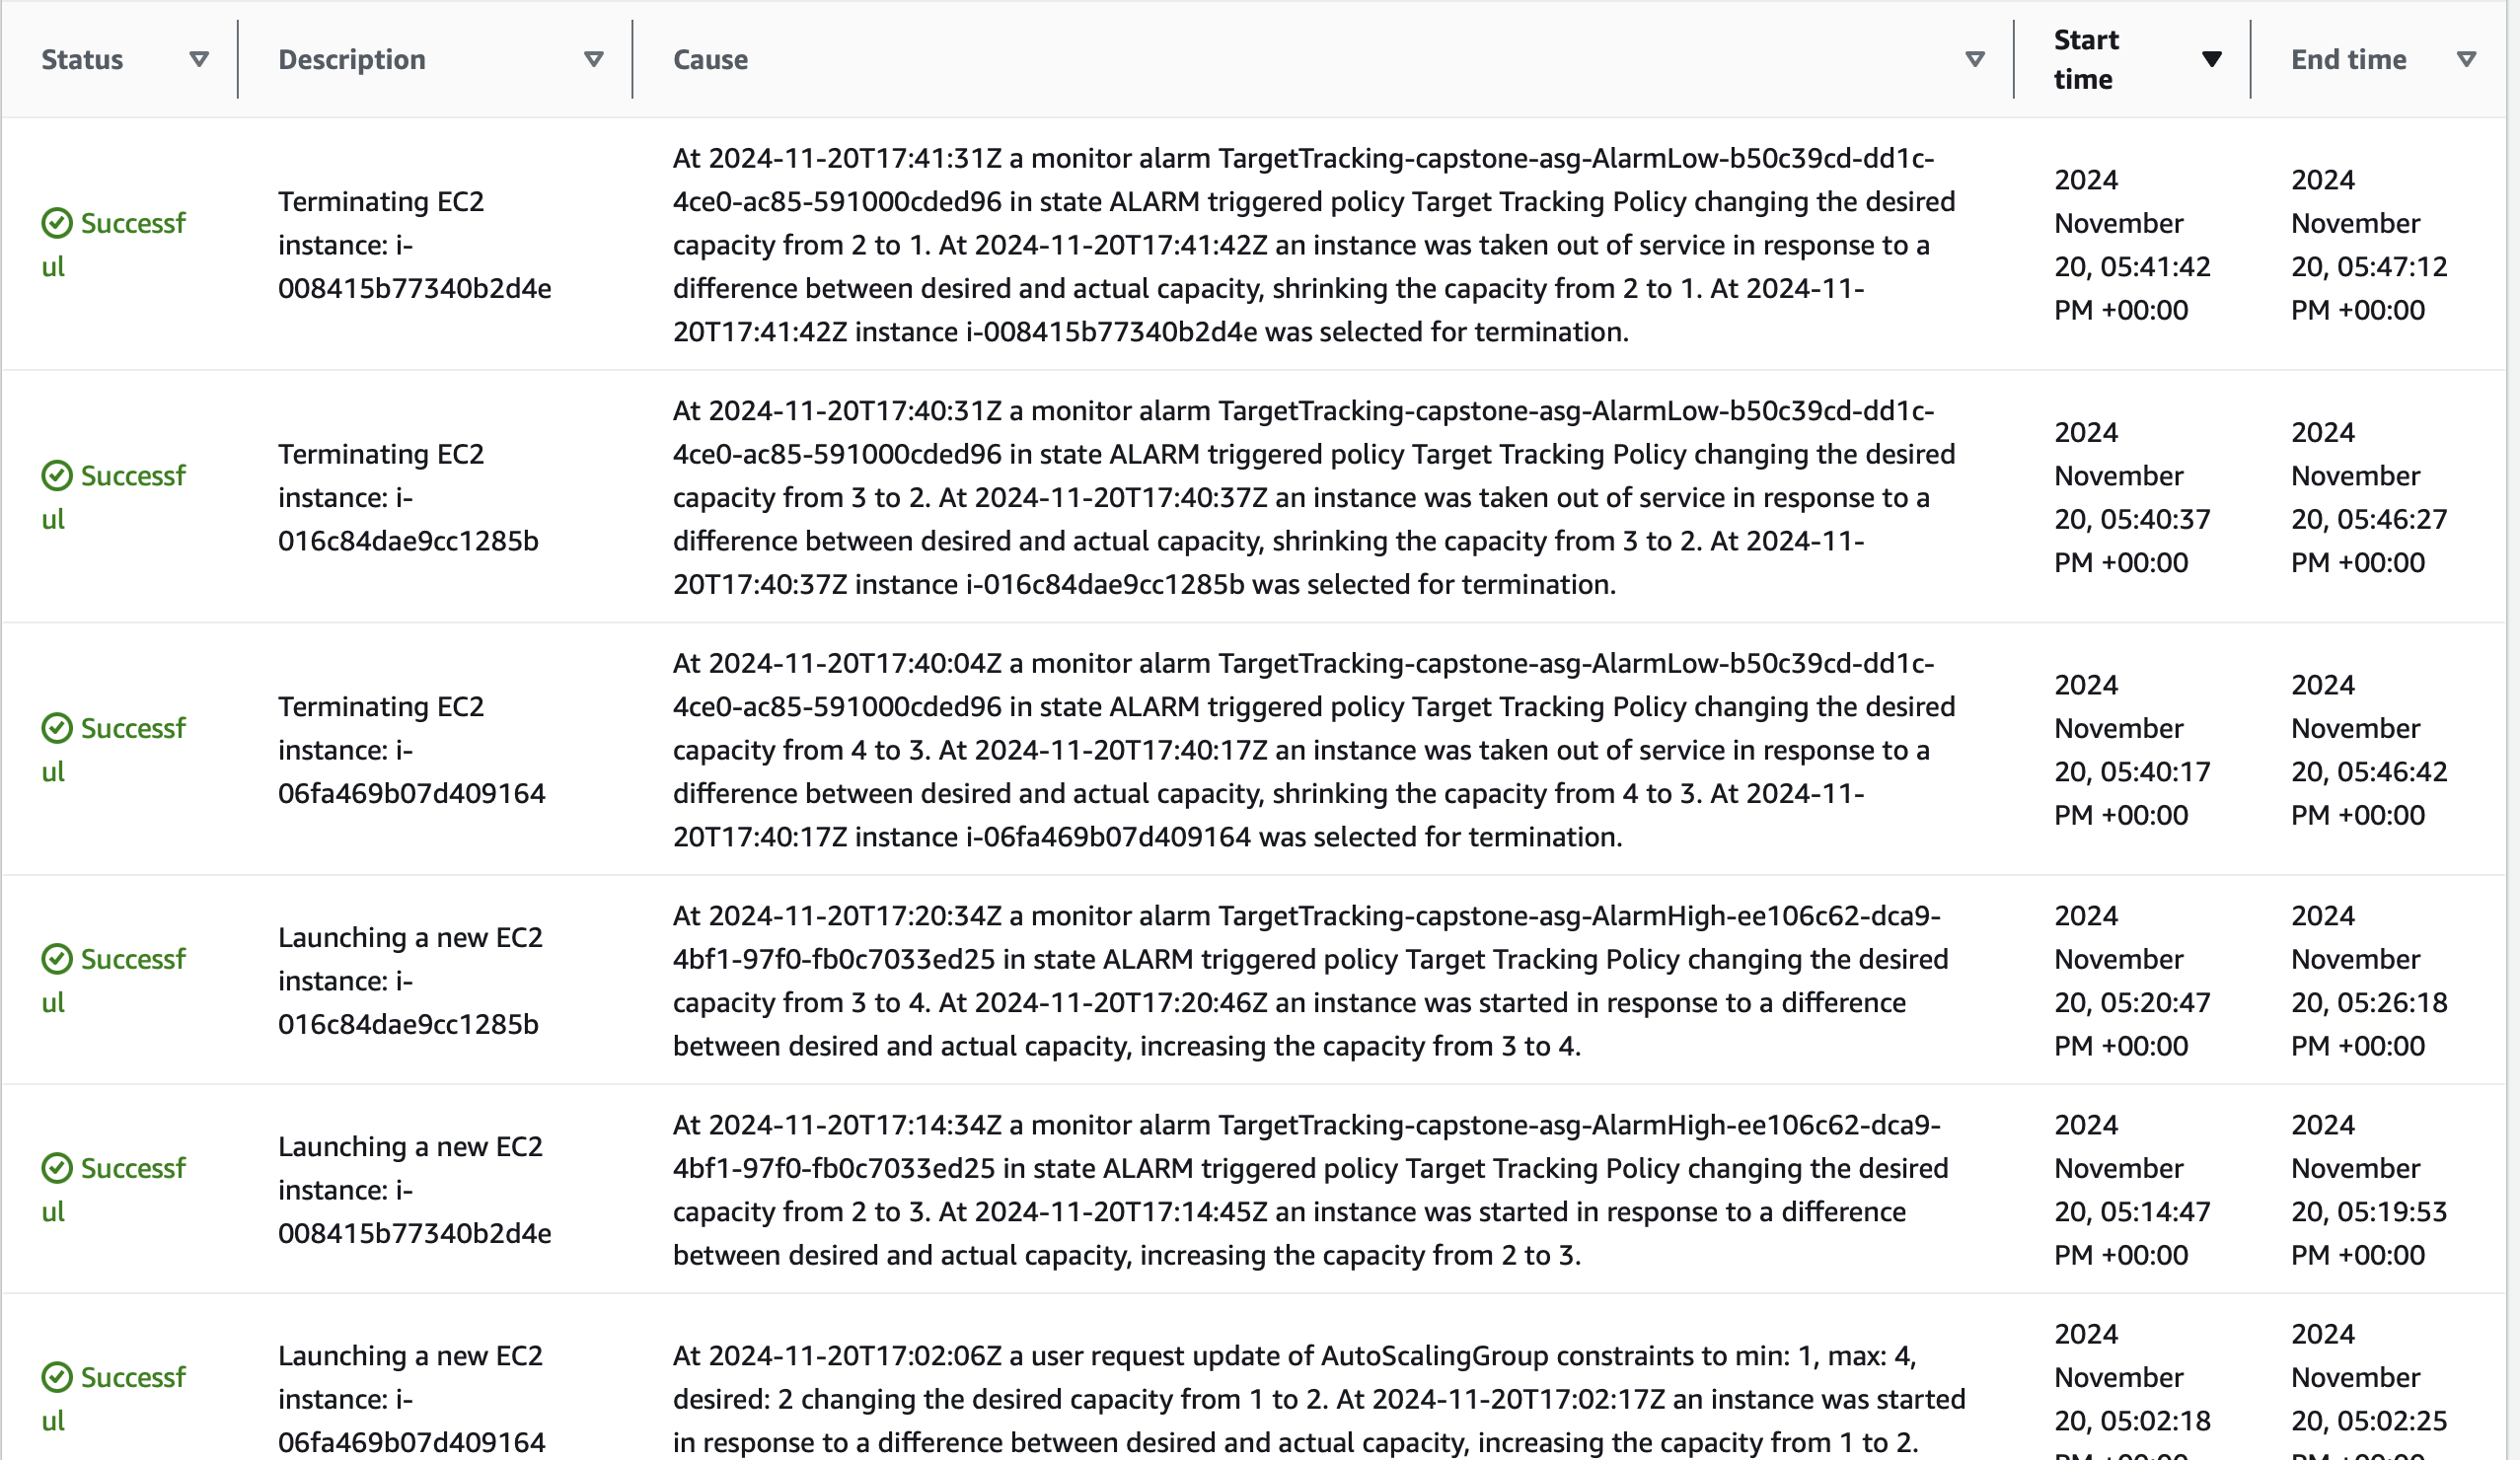 Status
Description
Cause
Start
time
End time
Successf
ul
Terminating EC2
instance: i-
008415b77340b2d4e
At 2024-11-20T17:41:31Z a monitor alarm TargetTracking-capstone-asg-AlarmLow-b50c39cd-dd1c-
4ce0-ac85-591000cded96 in state ALARM triggered policy Target Tracking Policy changing the desired
capacity from 2 to 1. At 2024-11-20T17:41:42Z an instance was taken out of service in response to a
difference between desired and actual capacity, shrinking the capacity from 2 to 1. At 2024-11-
20T17:41:42Z instance i-008415b77340b2d4e was selected for termination.
2024
November
20, 05:41:42
PM +00:00
2024
November
20, 05:47:12
PM +00:00
Successf
ul
Terminating EC2
instance: i-
016c84dae9cc1285b
At 2024-11-20T17:40:31Z a monitor alarm TargetTracking-capstone-asg-AlarmLow-b50c39cd-dd1c-
4ce0-ac85-591000cded96 in state ALARM triggered policy Target Tracking Policy changing the desired
capacity from 3 to 2. At 2024-11-20T17:40:37Z an instance was taken out of service in response to a
difference between desired and actual capacity, shrinking the capacity from 3 to 2. At 2024-11-
20T17:40:37Z instance i-016c84dae9cc1285b was selected for termination.
2024
November
20, 05:40:37
PM +00:00
2024
November
20, 05:46:27
PM +00:00
Successf
ul
Terminating EC2
instance: i-
06fa469b07d409164
At 2024-11-20T17:40:04Z a monitor alarm TargetTracking-capstone-asg-AlarmLow-b50c39cd-dd1c-
4ce0-ac85-591000cded96 in state ALARM triggered policy Target Tracking Policy changing the desired
capacity from 4 to 3. At 2024-11-20T17:40:17Z an instance was taken out of service in response to a
difference between desired and actual capacity, shrinking the capacity from 4 to 3. At 2024-11-
20T17:40:17Z instance i-06fa469b07d409164 was selected for termination.
2024
November
20, 05:40:17
PM +00:00
2024
November
20, 05:46:42
PM +00:00
Successf
ul
Launching a new EC2
instance: i-
016c84dae9cc1285b
At 2024-11-20T17:20:34Z a monitor alarm TargetTracking-capstone-asg-AlarmHigh-ee106c62-dca9-
4bf1-97f0-fb0c7033ed25 in state ALARM triggered policy Target Tracking Policy changing the desired
capacity from 3 to 4. At 2024-11-20T17:20:46Z an instance was started in response to a difference
between desired and actual capacity, increasing the capacity from 3 to 4.
2024
November
20, 05:20:47
PM +00:00
2024
November
20, 05:26:18
PM +00:00
Successf
ul
Launching a new EC2
instance: i-
008415b77340b2d4e
At 2024-11-20T17:14:34Z a monitor alarm TargetTracking-capstone-asg-AlarmHigh-ee106c62-dca9-
4bf1-97f0-fb0c7033ed25 in state ALARM triggered policy Target Tracking Policy changing the desired
capacity from 2 to 3. At 2024-11-20T17:14:45Z an instance was started in response to a difference
between desired and actual capacity, increasing the capacity from 2 to 3.
2024
November
20, 05:14:47
PM +00:00
2024
November
20, 05:19:53
PM +00:00
Successf
ul
Launching a new EC2
instance: i-
06fa469b07d409164
At 2024-11-20T17:02:06Z a user request update of AutoScalingGroup constraints to min: 1, max: 4,
desired: 2 changing the desired capacity from 1 to 2. At 2024-11-20T17:02:17Z an instance was started
in response to a difference between desired and actual capacity, increasing the capacity from 1 to 2.
2024
November
20, 05:02:18
2024
November
20, 05:02:25